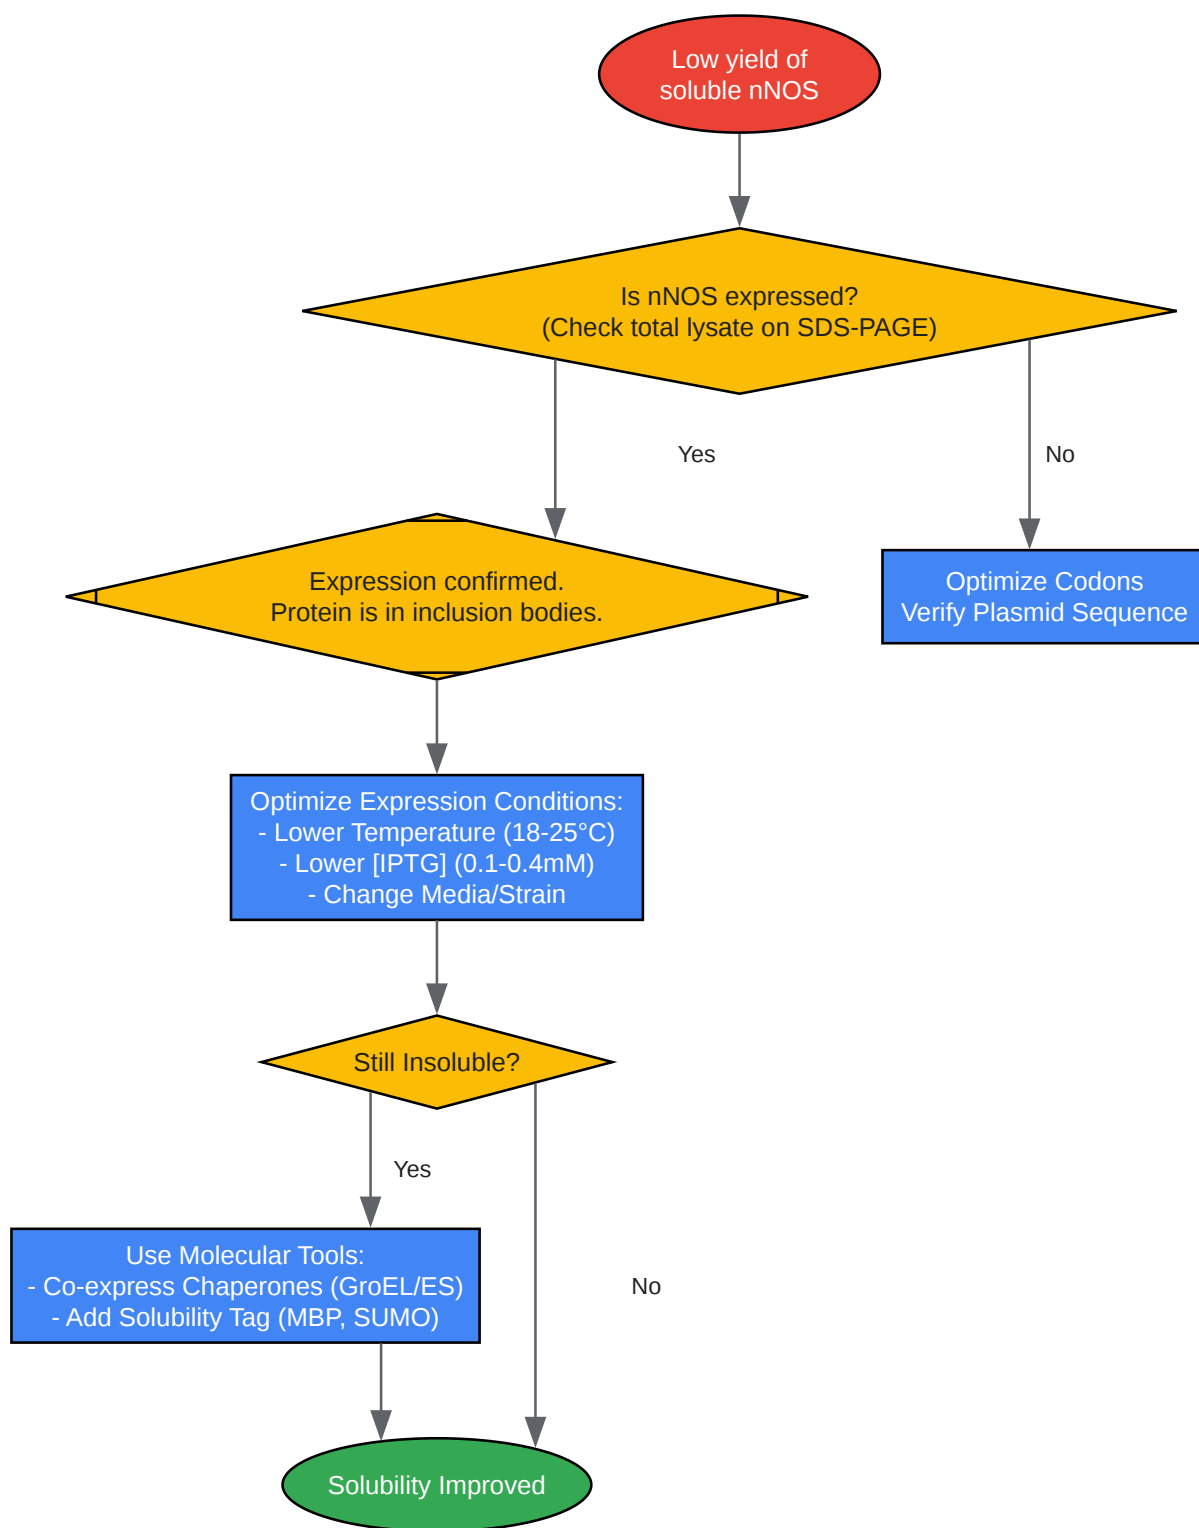 Low yield of
soluble nNOS
Is nNOS expressed?
(Check total lysate on SDS-PAGE)
Yes
No
Expression confirmed.
Protein is in inclusion bodies.
Optimize Codons
Verify Plasmid Sequence
Optimize Expression Conditions:
- Lower Temperature (18-25°C)
- Lower [IPTG] (0.1-0.4mM)
- Change Media/Strain
Still Insoluble?
Yes
Use Molecular Tools:
- Co-express Chaperones (GroEL/ES)
- Add Solubility Tag (MBP, SUMO)
No
Solubility Improved